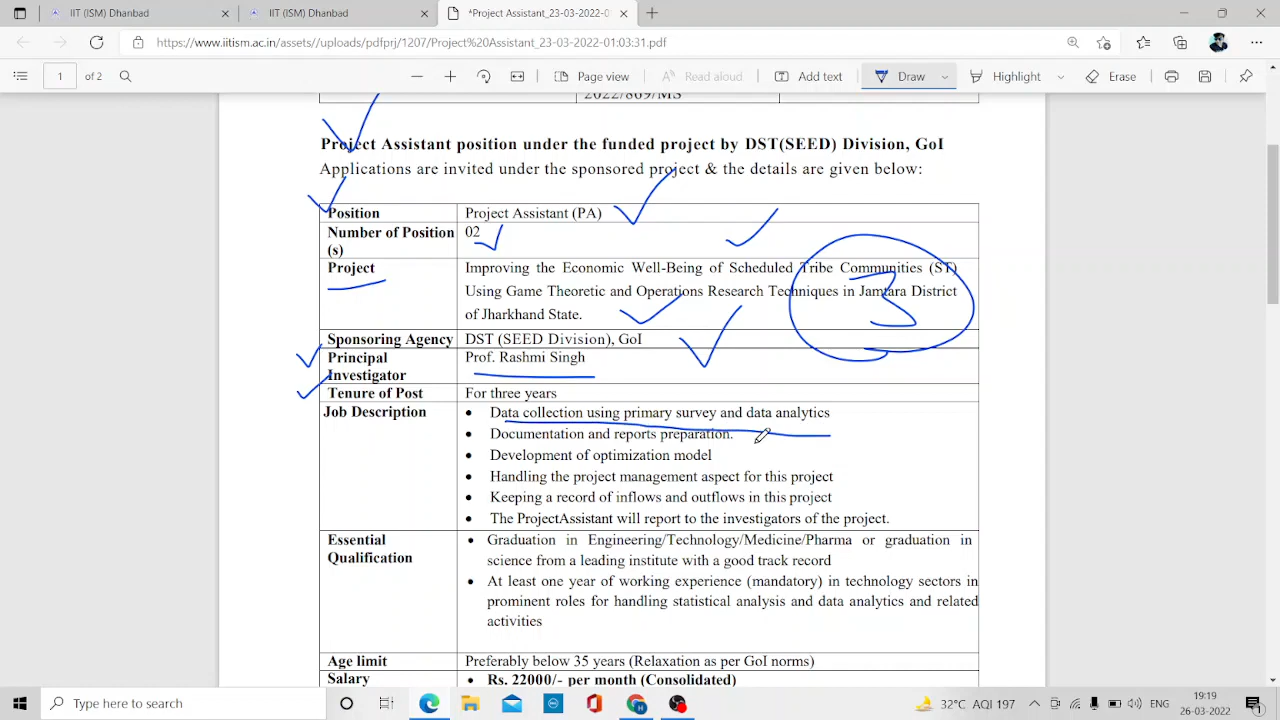 IIT (ISM) Dhanbad
IIT (ISM) Dhanbad
*Project Assistant_23-03-2022-0
https://www.iitism.ac.in/assets//uploads/pdfprj/1207/Project%20Assistant_23-03-2022-01:03:31.pdf
1 of 2
Page view
Read aloud
Add text
Draw
Highlight
Erase
2022/869/MS
Project Assistant position under the funded project by DST(SEED) Division, GoI
Applications are invited under the sponsored project & the details are given below:
Position Project Assistant (PA)
Number of Position 02
(s)
Project Improving the Economic Well-Being of Scheduled Tribe Communities (ST)
Using Game Theoretic and Operations Research Techniques in Jamtara District
of Jharkhand State.
3
Sponsoring Agency DST (SEED Division), GoI
Principal Prof. Rashmi Singh
Investigator
Tenure of Post For three years
Job Description • Data collection using primary survey and data analytics
• Documentation and reports preparation.
• Development of optimization model
• Handling the project management aspect for this project
• Keeping a record of inflows and outflows in this project
• The ProjectAssistant will report to the investigators of the project.
Essential • Graduation in Engineering/Technology/Medicine/Pharma or graduation in
Qualification science from a leading institute with a good track record
• At least one year of working experience (mandatory) in technology sectors in
prominent roles for handling statistical analysis and data analytics and related
activities
Age limit Preferably below 35 years (Relaxation as per GoI norms)
Salary • Rs. 22000/- per month (Consolidated)
Type here to search
32°C AQI 197
19:19
26-03-2022